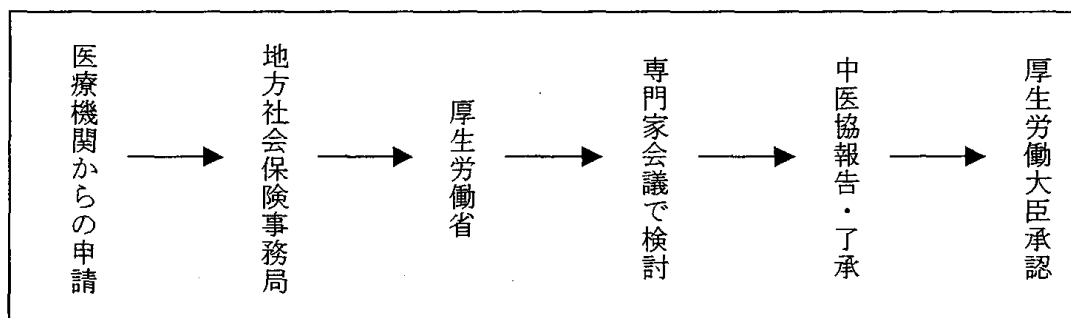 医療機関からの申請
地方社会保険事務局
厚生労働省
専門家会議で検討
中医協報告・了承
厚生労働大臣承認